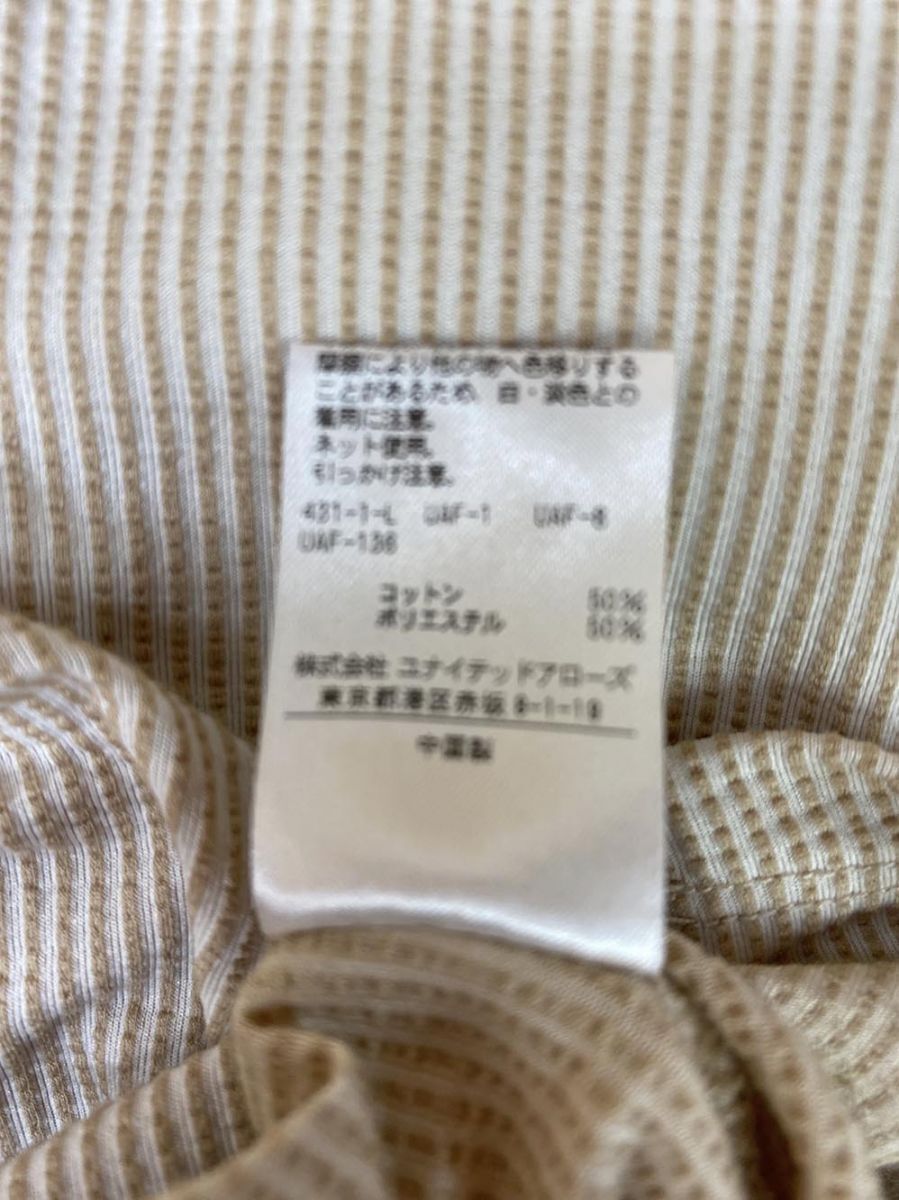 摩擦により他の物へ色移りする
ことがあるため、白・淡色との
着用に注意。
ネット使用。
引っかけ注意。
431-1-L UAF-1 UAF-8
UAF-136
コットン 50%
ポリエステル 50%
株式会社 ユナイテッドアローズ
東京都港区赤坂 8-1-19
中国製